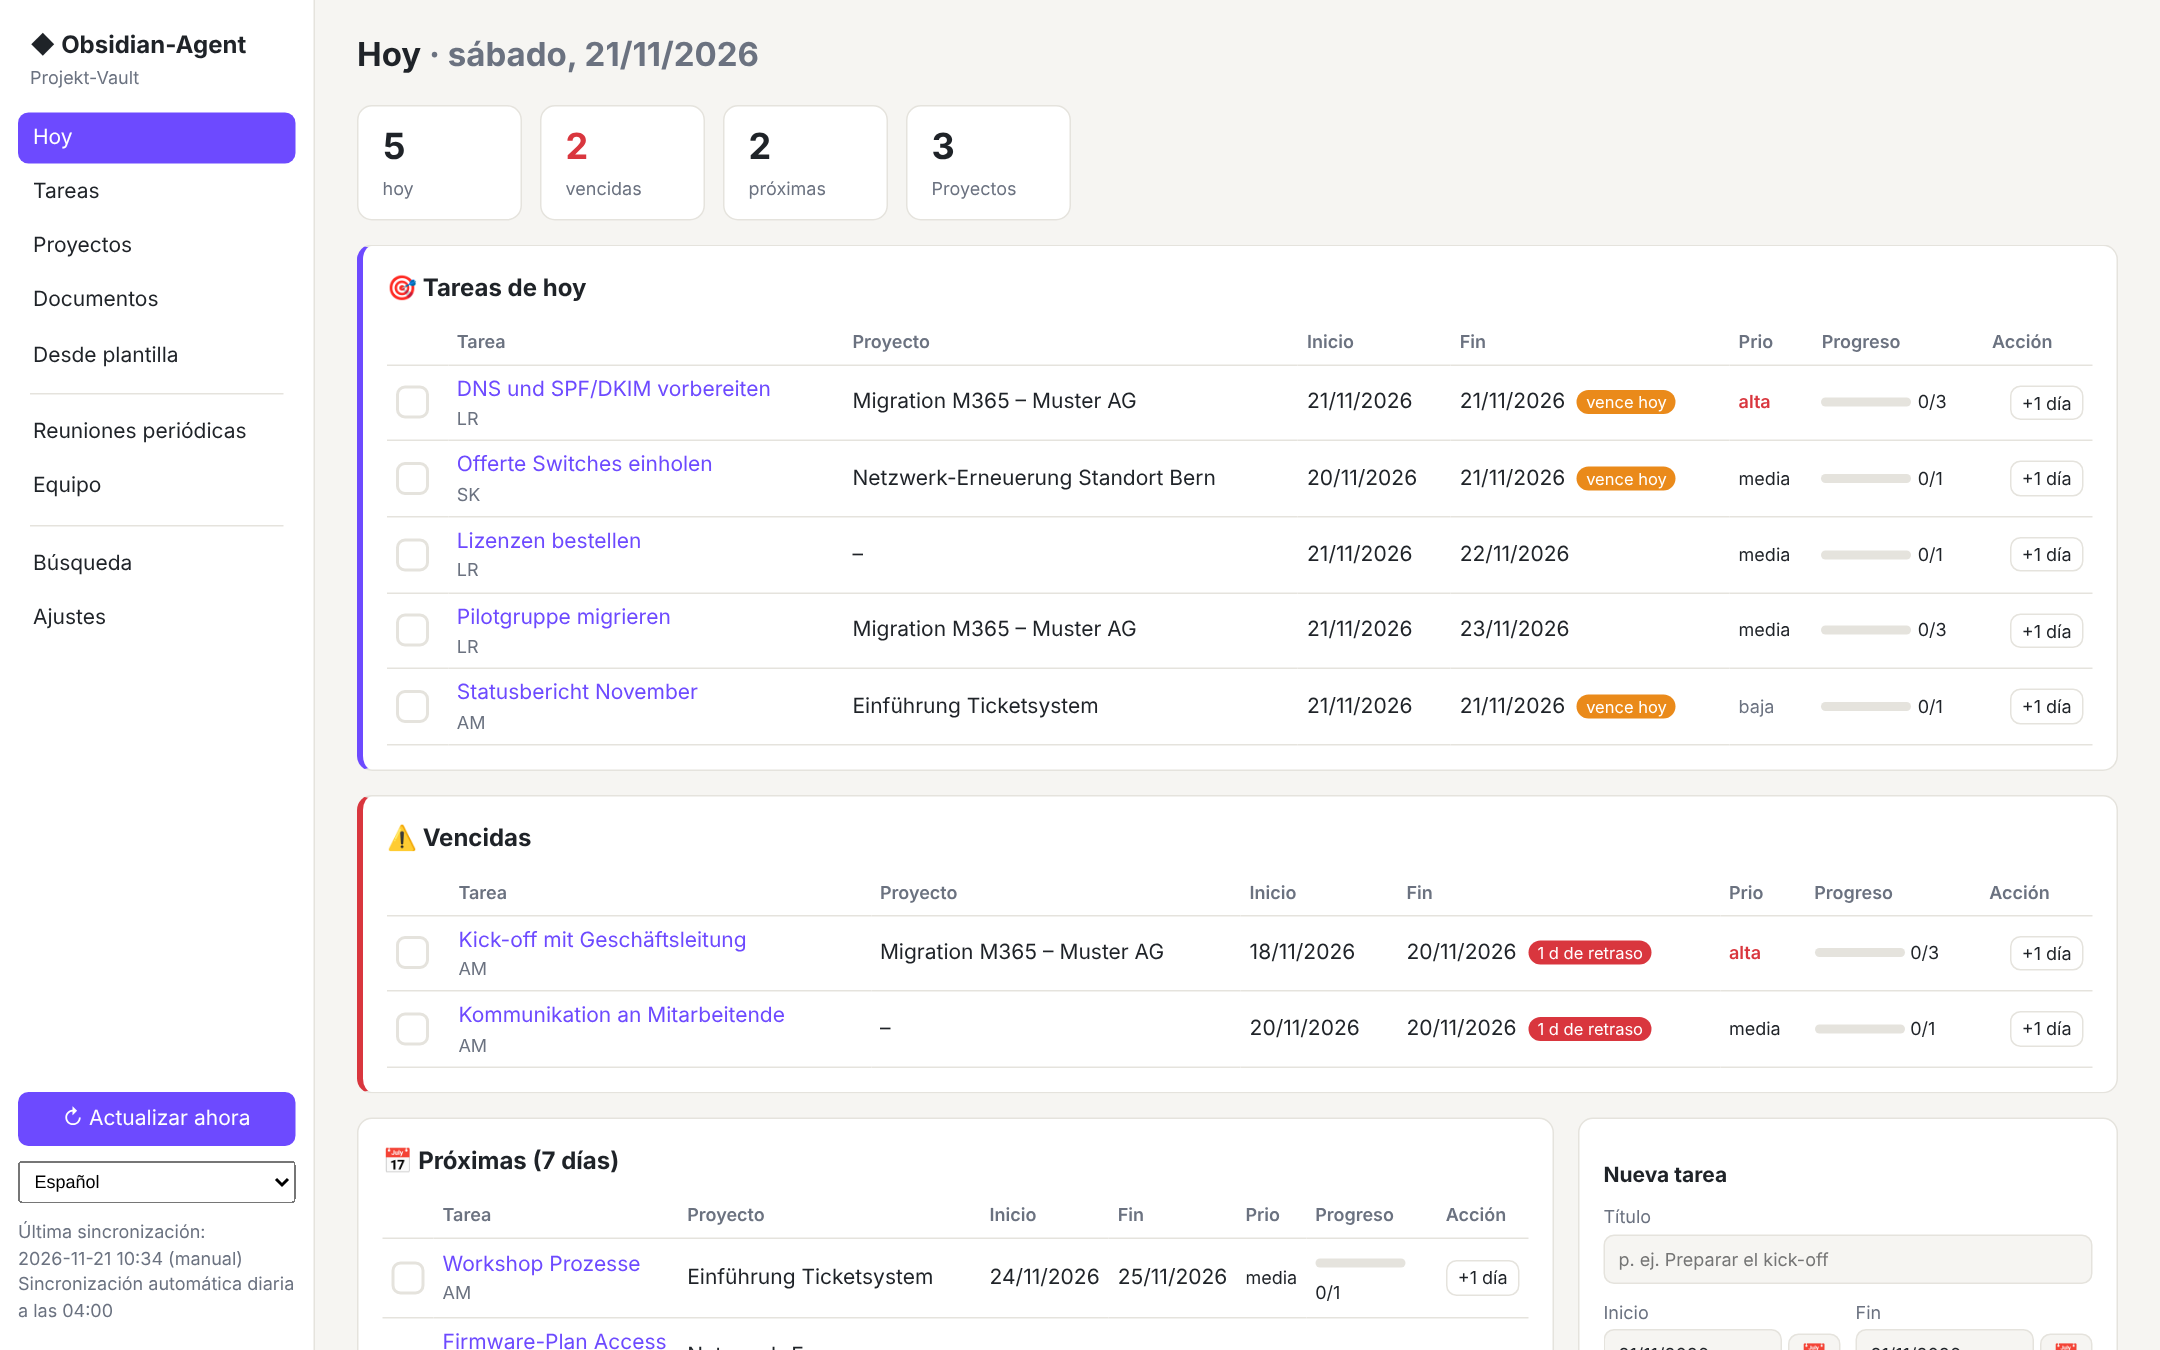 ◆ Obsidian-Agent
Projekt-Vault
Hoy
Tareas
Proyectos
Documentos
Desde plantilla
Reuniones periódicas
Equipo
Búsqueda
Ajustes
↻ Actualizar ahora
Español
Última sincronización:
2026-11-21 10:34 (manual)
Sincronización automática diaria
a las 04:00
Hoy · sábado, 21/11/2026
5
hoy
2
vencidas
2
próximas
3
Proyectos
🎯 Tareas de hoy
Tarea Proyecto Inicio Fin Prio Progreso Acción
DNS und SPF/DKIM vorbereiten
LR
Migration M365 – Muster AG 21/11/2026 21/11/2026 vence hoy alta 0/3 +1 día
Offerte Switches einholen
SK
Netzwerk-Erneuerung Standort Bern 20/11/2026 21/11/2026 vence hoy media 0/1 +1 día
Lizenzen bestellen
LR
– 21/11/2026 22/11/2026 media 0/1 +1 día
Pilotgruppe migrieren
LR
Migration M365 – Muster AG 21/11/2026 23/11/2026 media 0/3 +1 día
Statusbericht November
AM
Einführung Ticketsystem 21/11/2026 21/11/2026 vence hoy baja 0/1 +1 día
⚠️ Vencidas
Tarea Proyecto Inicio Fin Prio Progreso Acción
Kick-off mit Geschäftsleitung
AM
Migration M365 – Muster AG 18/11/2026 20/11/2026 1 d de retraso alta 0/3 +1 día
Kommunikation an Mitarbeitende
AM
– 20/11/2026 20/11/2026 1 d de retraso media 0/1 +1 día
📅 Próximas (7 días)
Tarea Proyecto Inicio Fin Prio Progreso Acción
Workshop Prozesse
AM
Einführung Ticketsystem 24/11/2026 25/11/2026 media 0/1 +1 día
Firmware-Plan Access
Nueva tarea
Título
p. ej. Preparar el kick-off
Inicio Fin